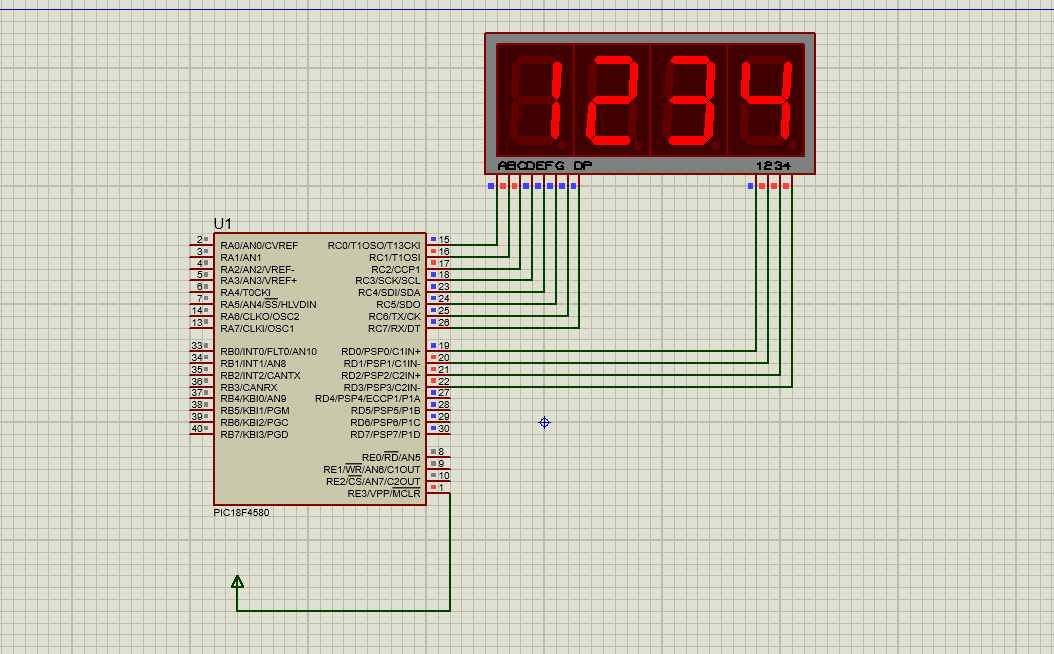 1234
ABCDEFG DP 1234
U1
2 RA0/AN0/CVREF RC0/T1OSO/T13CKI 15
3 RA1/AN1 RC1/T1OSI 16
4 RA2/AN2/VREF- RC2/CCP1 17
5 RA3/AN3/VREF+ RC3/SCK/SCL 18
6 RA4/T0CKI RC4/SDI/SDA 23
7 RA5/AN4/SS/HLVDIN RC5/SDO 24
14 RA6/CLKO/OSC2 RC6/TX/CK 25
13 RA7/CLKI/OSC1 RC7/RX/DT 26
33 RB0/INT0/FLT0/AN10 RD0/PSP0/C1IN+ 19
34 RB1/INT1/AN8 RD1/PSP1/C1IN- 20
35 RB2/INT2/CANTX RD2/PSP2/C2IN+ 21
36 RB3/CANRX RD3/PSP3/C2IN- 22
37 RB4/KBI0/AN9 RD4/PSP4/ECCP1/P1A 27
38 RB5/KBI1/PGM RD5/PSP5/P1B 28
39 RB6/KBI2/PGC RD6/PSP6/P1C 29
40 RB7/KBI3/PGD RD7/PSP7/P1D 30
RE0/RD/AN5 8
RE1/WR/AN6/C1OUT 9
RE2/CS/AN7/C2OUT 10
RE3/VPP/MCLR 1
PIC18F4580